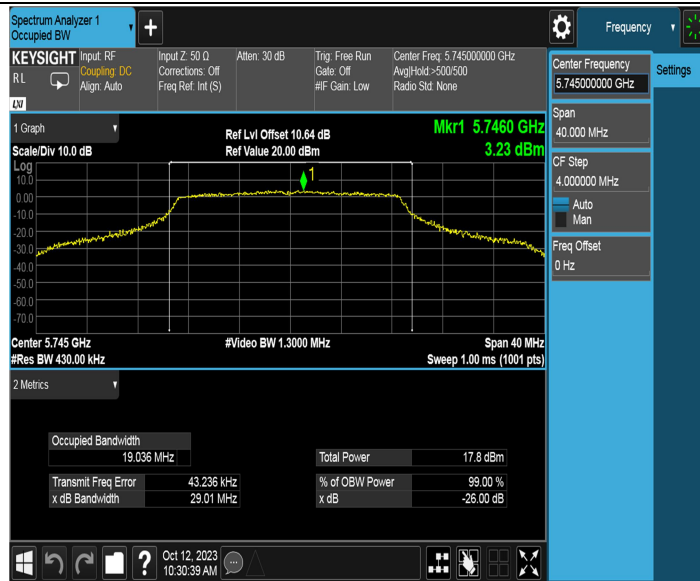 Spectrum Analyzer 1
Occupied BW
+
Frequency
KEYSIGHT Input: RF
RL
Coupling: DC
Align: Auto
LXI
Input Z: 50 Ω
Corrections: Off
Freq Ref: Int (S)
Atten: 30 dB
Trig: Free Run
Gate: Off
#IF Gain: Low
Center Freq: 5.745000000 GHz
Avg|Hold:>500/500
Radio Std: None
Center Frequency
5.745000000 GHz
Settings
Span
40.000 MHz
CF Step
4.000000 MHz
Auto
Man
Freq Offset
0 Hz
1 Graph
Scale/Div 10.0 dB
Ref Lvl Offset 10.64 dB
Ref Value 20.00 dBm
Mkr1 5.7460 GHz
3.23 dBm
Log
10.0
0.00
-10.0
-20.0
-30.0
-40.0
-50.0
-60.0
-70.0
1
Center 5.745 GHz
#Res BW 430.00 kHz
#Video BW 1.3000 MHz
Span 40 MHz
Sweep 1.00 ms (1001 pts)
2 Metrics
Occupied Bandwidth
19.036 MHz
Transmit Freq Error 43.236 kHz
x dB Bandwidth 29.01 MHz
Total Power 17.8 dBm
% of OBW Power 99.00 %
x dB -26.00 dB
?
Oct 12, 2023
10:30:39 AM